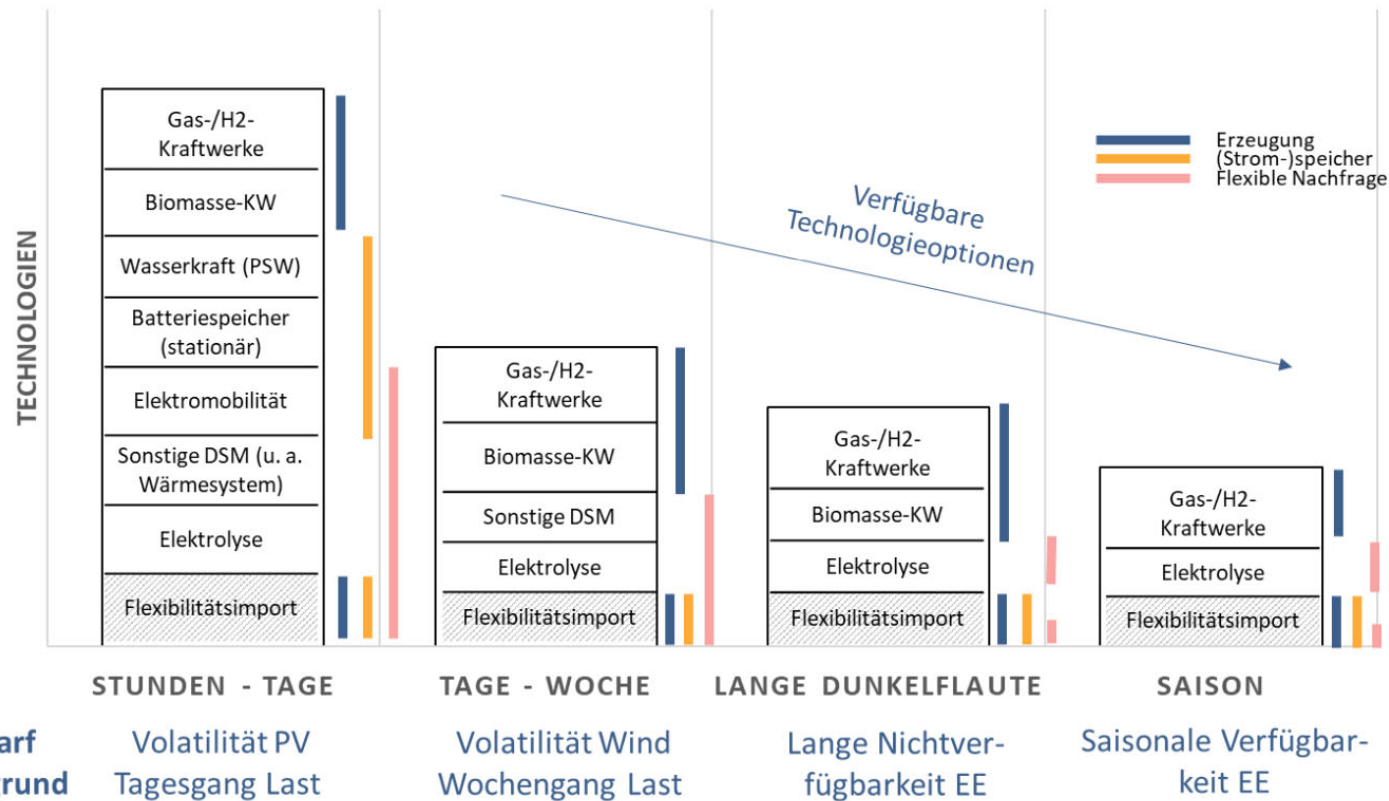 TECHNOLOGIEN
Gas-/H2-
Kraftwerke
Biomasse-KW
Wasserkraft (PSW)
Batteriespeicher
(stationär)
Elektromobilität
Sonstige DSM (u. a.
Wärmesystem)
Elektrolyse
Flexibilitätsimport
Gas-/H2-
Kraftwerke
Biomasse-KW
Sonstige DSM
Elektrolyse
Flexibilitätsimport
Gas-/H2-
Kraftwerke
Biomasse-KW
Elektrolyse
Flexibilitätsimport
Gas-/H2-
Kraftwerke
Elektrolyse
Flexibilitätsimport
Verfügbare
Technologieoptionen
Erzeugung
(Strom-)speicher
Flexible Nachfrage
STUNDEN - TAGE
TAGE - WOCHE
LANGE DUNKELFLAUTE
SAISON
arf
grund
Volatilität PV
Tagesgang Last
Volatilität Wind
Wochengang Last
Lange Nichtver-
fügbarkeit EE
Saisonale Verfügbar-
keit EE